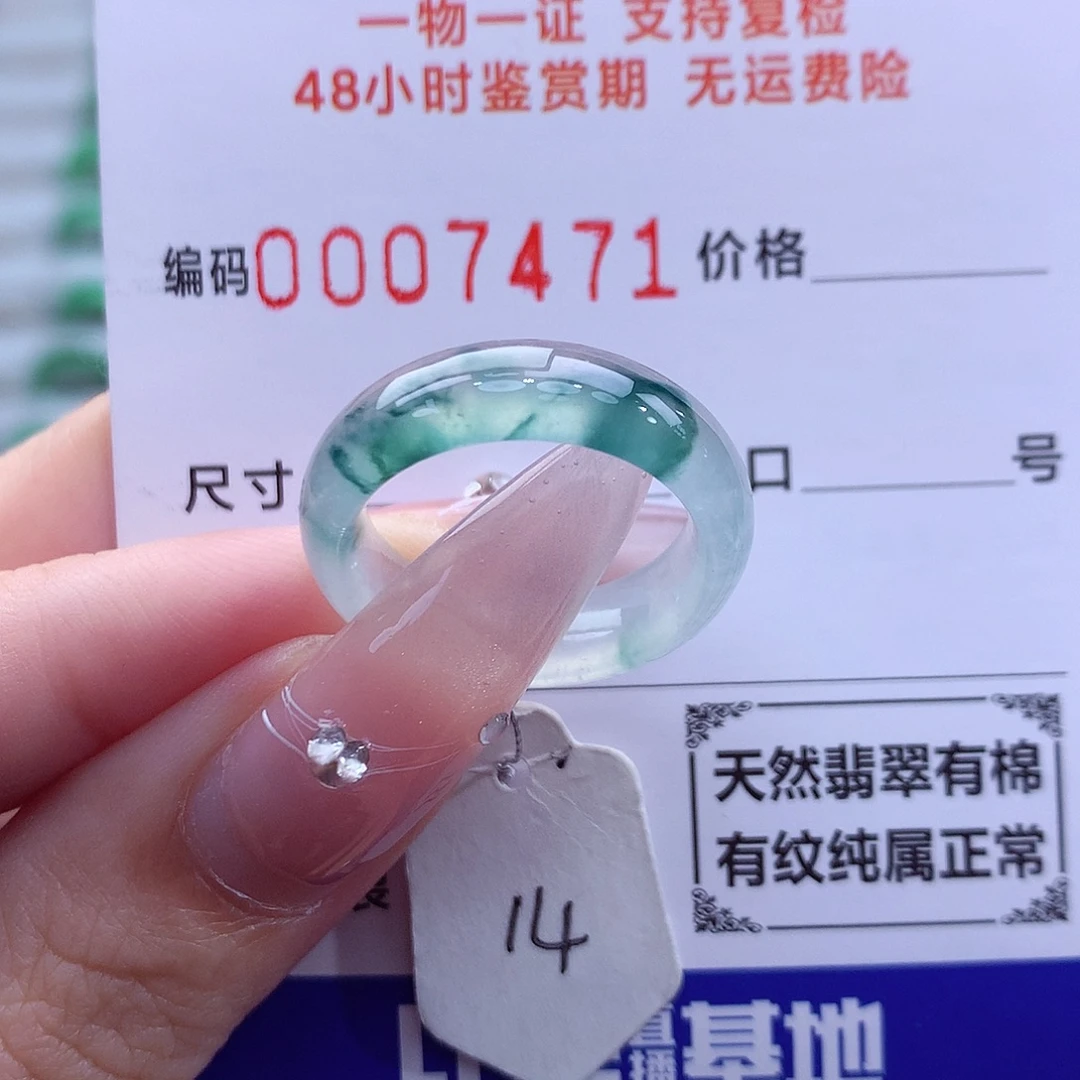 一物一证 支持复检
48小时鉴赏期 无运费险
编码0007471 价格
尺寸 口 号
天然翡翠有棉
有纹纯属正常
14
直播基地